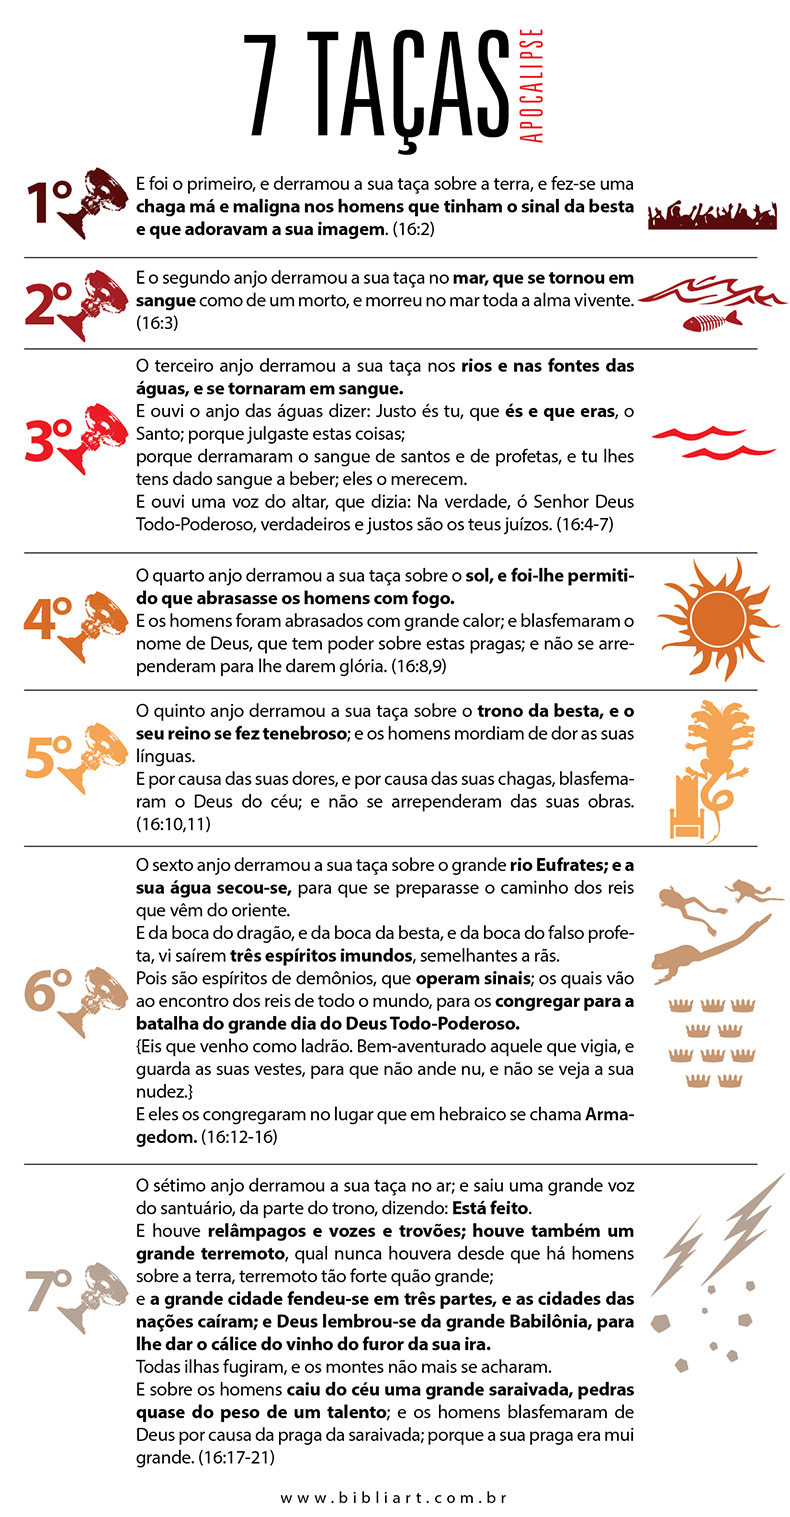 7 TAÇAS
APOCALIPSE
1º
E foi o primeiro, e derramou a sua taça sobre a terra, e fez-se uma
chaga má e maligna nos homens que tinham o sinal da besta
e que adoravam a sua imagem. (16:2)
2º
E o segundo anjo derramou a sua taça no mar, que se tornou em
sangue como de um morto, e morreu no mar toda a alma vivente.
(16:3)
3º
O terceiro anjo derramou a sua taça nos rios e nas fontes das
águas, e se tornaram em sangue.
E ouvi o anjo das águas dizer: Justo és tu, que és e que eras, o
Santo; porque julgaste estas coisas;
porque derramaram o sangue de santos e de profetas, e tu lhes
tens dado sangue a beber; eles o merecem.
E ouvi uma voz do altar, que dizia: Na verdade, ó Senhor Deus
Todo-Poderoso, verdadeiros e justos são os teus juízos. (16:4-7)
4º
O quarto anjo derramou a sua taça sobre o sol, e foi-lhe permiti-
do que abrasasse os homens com fogo.
E os homens foram abrasados com grande calor; e blasfemaram o
nome de Deus, que tem poder sobre estas pragas; e não se arre-
penderam para lhe darem glória. (16:8,9)
5º
O quinto anjo derramou a sua taça sobre o trono da besta, e o
seu reino se fez tenebroso; e os homens mordiam de dor as suas
línguas.
E por causa das suas dores, e por causa das suas chagas, blasfema-
ram o Deus do céu; e não se arrependeram das suas obras.
(16:10,11)
6º
O sexto anjo derramou a sua taça sobre o grande rio Eufrates; e a
sua água secou-se, para que se preparasse o caminho dos reis
que vêm do oriente.
E da boca do dragão, e da boca da besta, e da boca do falso profe-
ta, vi saírem três espíritos imundos, semelhantes a rãs.
Pois são espíritos de demônios, que operam sinais; os quais vão
ao encontro dos reis de todo o mundo, para os congregar para a
batalha do grande dia do Deus Todo-Poderoso.
{Eis que venho como ladrão. Bem-aventurado aquele que vigia, e
guarda as suas vestes, para que não ande nu, e não se veja a sua
nudez.}
E eles os congregaram no lugar que em hebraico se chama Arma-
gedom. (16:12-16)
7º
O sétimo anjo derramou a sua taça no ar; e saiu uma grande voz
do santuário, da parte do trono, dizendo: Está feito.
E houve relâmpagos e vozes e trovões; houve também um
grande terremoto, qual nunca houvera desde que há homens
sobre a terra, terremoto tão forte quão grande;
e a grande cidade fendeu-se em três partes, e as cidades das
nações caíram; e Deus lembrou-se da grande Babilônia, para
lhe dar o cálice do vinho do furor da sua ira.
Todas ilhas fugiram, e os montes não mais se acharam.
E sobre os homens caiu do céu uma grande saraivada, pedras
quase do peso de um talento; e os homens blasfemaram de
Deus por causa da praga da saraivada; porque a sua praga era mui
grande. (16:17-21)
www.bibliart.com.br